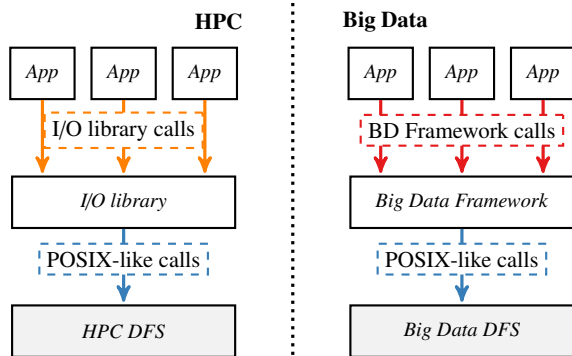 HPC
Big Data
App App App
App App App
I/O library calls
BD Framework calls
I/O library
Big Data Framework
POSIX-like calls
POSIX-like calls
HPC DFS
Big Data DFS